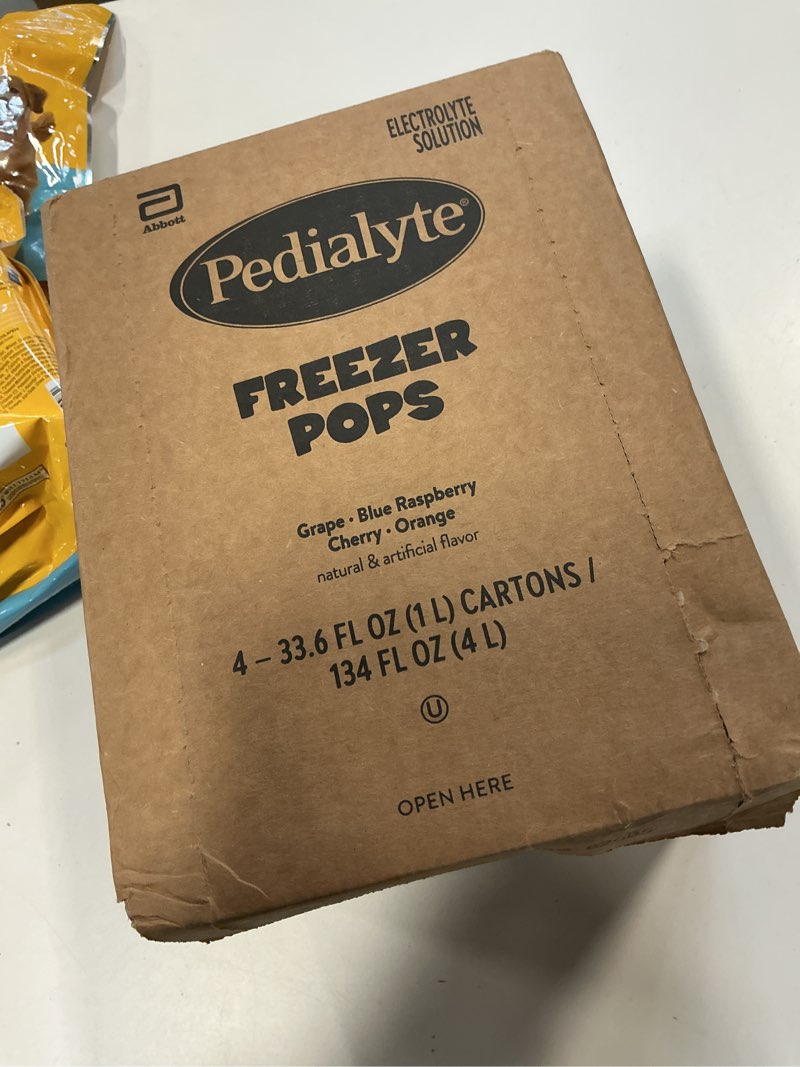 ELECTROLYTE
SOLUTION
Abbott
Pedialyte®
FREEZER
POPS
Grape · Blue Raspberry
Cherry · Orange
natural & artificial flavor
4 – 33.6 FL OZ (1 L) CARTONS /
134 FL OZ (4 L)
U
OPEN HERE